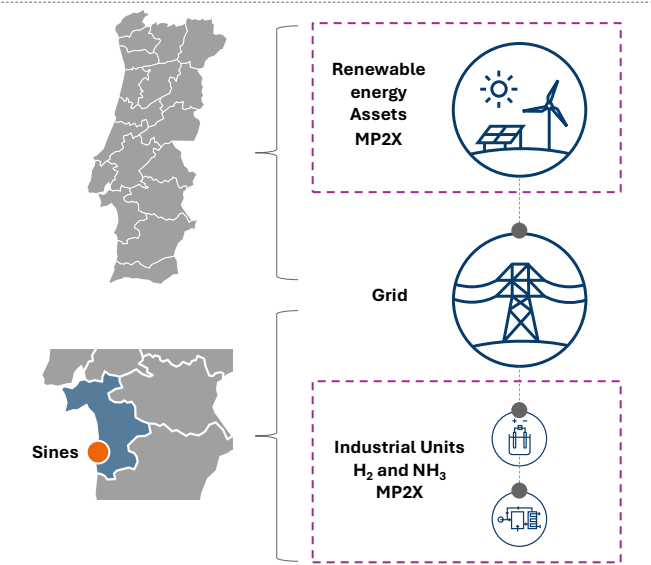 Renewable
energy
Assets
MP2X
Grid
Sines
Industrial Units
H₂ and NH₃
MP2X
+ −